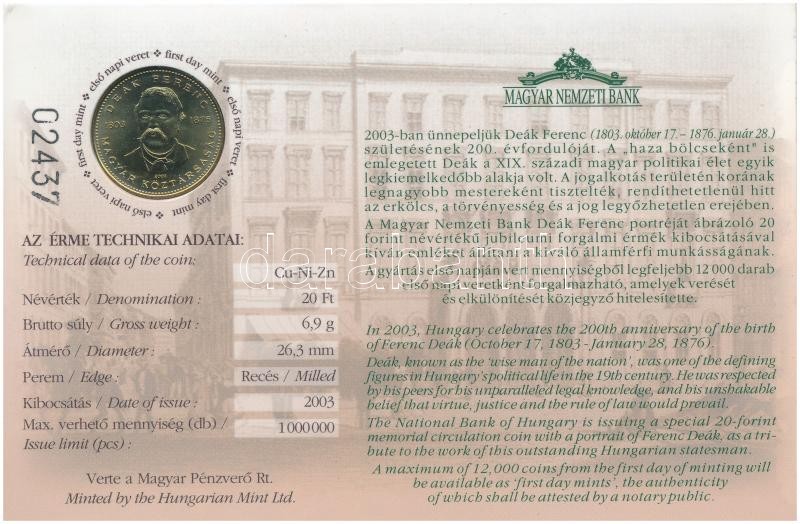 02437
első napi veret ❖ first day mint ❖ első napi veret ❖ first day mint ❖ első napi veret ❖ first day mint
DEÁK FERENC
1803 1876
2003
MAGYAR KÖZTÁRSASÁG
AZ ÉRME TECHNIKAI ADATAI:
Technical data of the coin:
Cu-Ni-Zn
Névérték / Denomination : 20 Ft
Brutto súly / Gross weight : 6,9 g
Átmérő / Diameter : 26,3 mm
Perem / Edge : Recés / Milled
Kibocsátás / Date of issue : 2003
Max. verhető mennyiség (db) /
Issue limit (pcs) : 1000000
Verte a Magyar Pénzverő Rt.
Minted by the Hungarian Mint Ltd.
MAGYAR NEMZETI BANK
2003-ban ünnepeljük Deák Ferenc (1803. október 17. – 1876. január 28.)
születésének 200. évfordulóját. A „haza bölcseként" is
emlegetett Deák a XIX. századi magyar politikai élet egyik
legkiemelkedőbb alakja volt. A jogalkotás területén korának
legnagyobb mestereként tisztelték, rendíthetetlenül hitt
az erkölcs, a törvényesség és a jog legyőzhetetlen erejében.
A Magyar Nemzeti Bank Deák Ferenc portréját ábrázoló 20
forint névértékű jubileumi forgalmi érmék kibocsátásával
kíván emléket állítani a kiváló államférfi munkásságának.
A gyártás első napján vert mennyiségből legfeljebb 12 000 darab
első napi veretként forgalmazható, amelyek verését
és elkülönítését közjegyző hitelesítette.
In 2003, Hungary celebrates the 200th anniversary of the birth
of Ferenc Deák (October 17, 1803 - January 28, 1876).
Deák, known as the 'wise man of the nation', was one of the defining
figures in Hungary's political life in the 19th century. He was respected
by his peers for his unparalleled legal knowledge, and his unshakable
belief that virtue, justice and the rule of law would prevail.
The National Bank of Hungary is issuing a special 20-forint
memorial circulation coin with a portrait of Ferenc Deák, as a tri-
bute to the work of this outstanding Hungarian statesman.
A maximum of 12,000 coins from the first day of minting will
be available as 'first day mints', the authenticity
of which shall be attested by a notary public.
darabanth.com